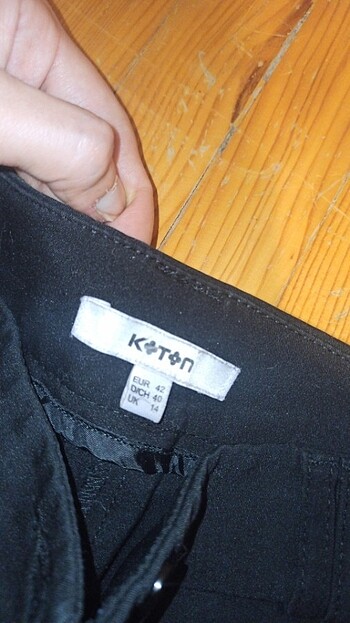 KOTON
EUR 42
D/CH 40
UK 14